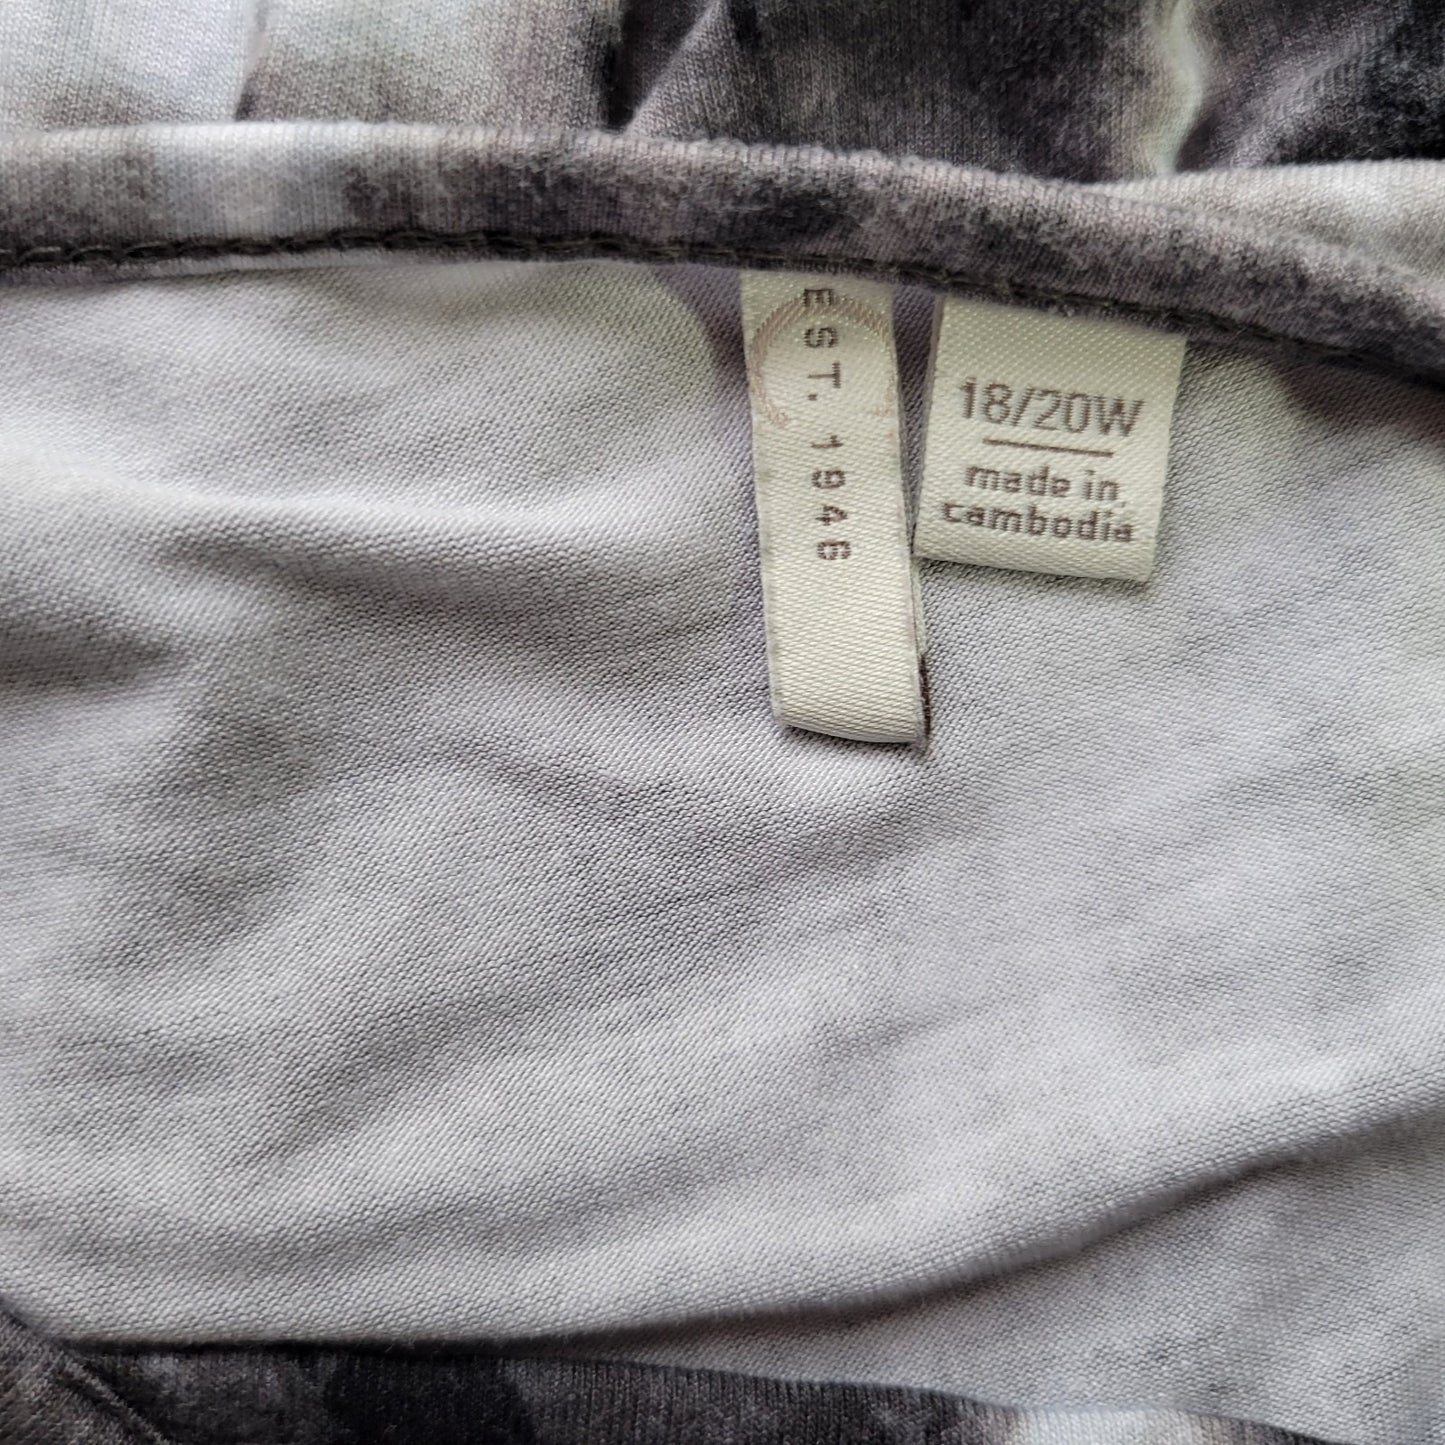 EST. 1946
18/20W
made in
cambodia